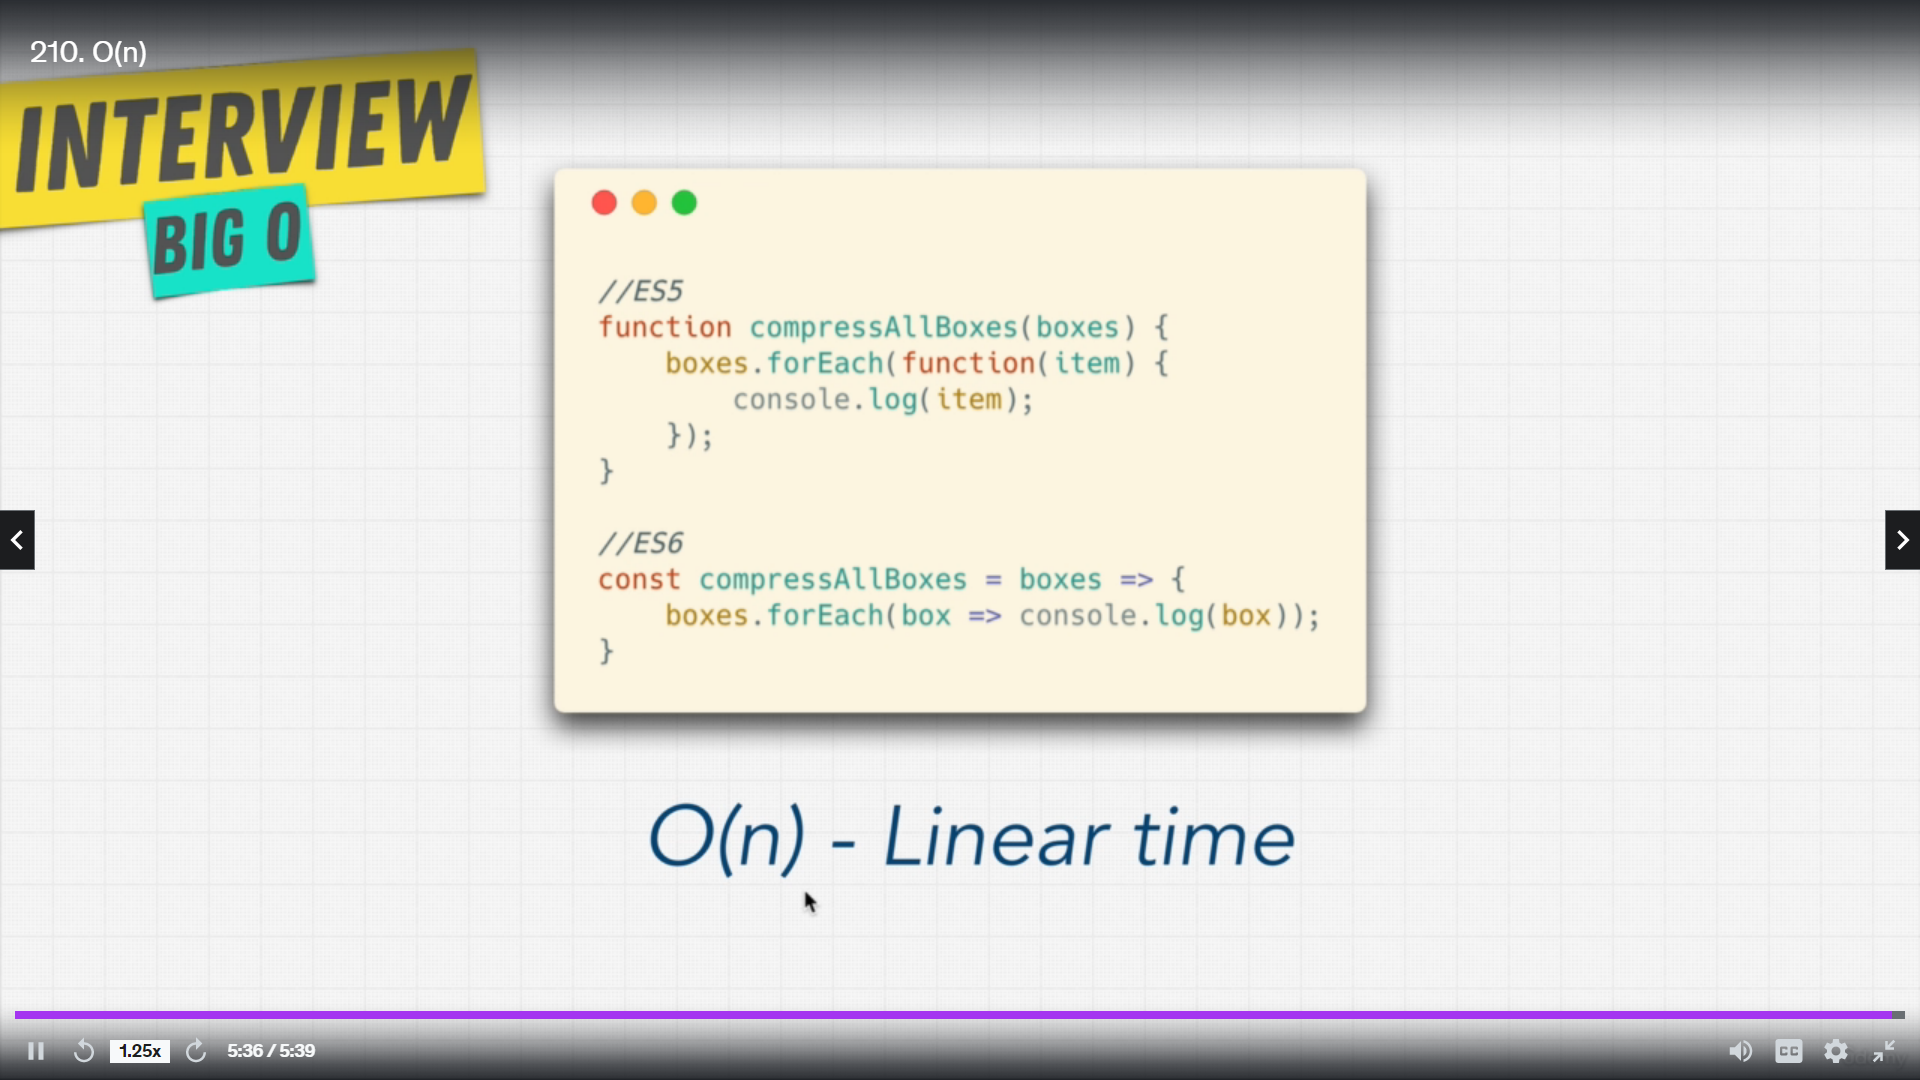 210. O(n)
INTERVIEW
BIG O
//ES5
function compressAllBoxes(boxes) {
    boxes.forEach(function(item) {
        console.log(item);
    });
}
//ES6
const compressAllBoxes = boxes => {
    boxes.forEach(box => console.log(box));
}
O(n) - Linear time
1.25x
5:36 / 5:39
CC